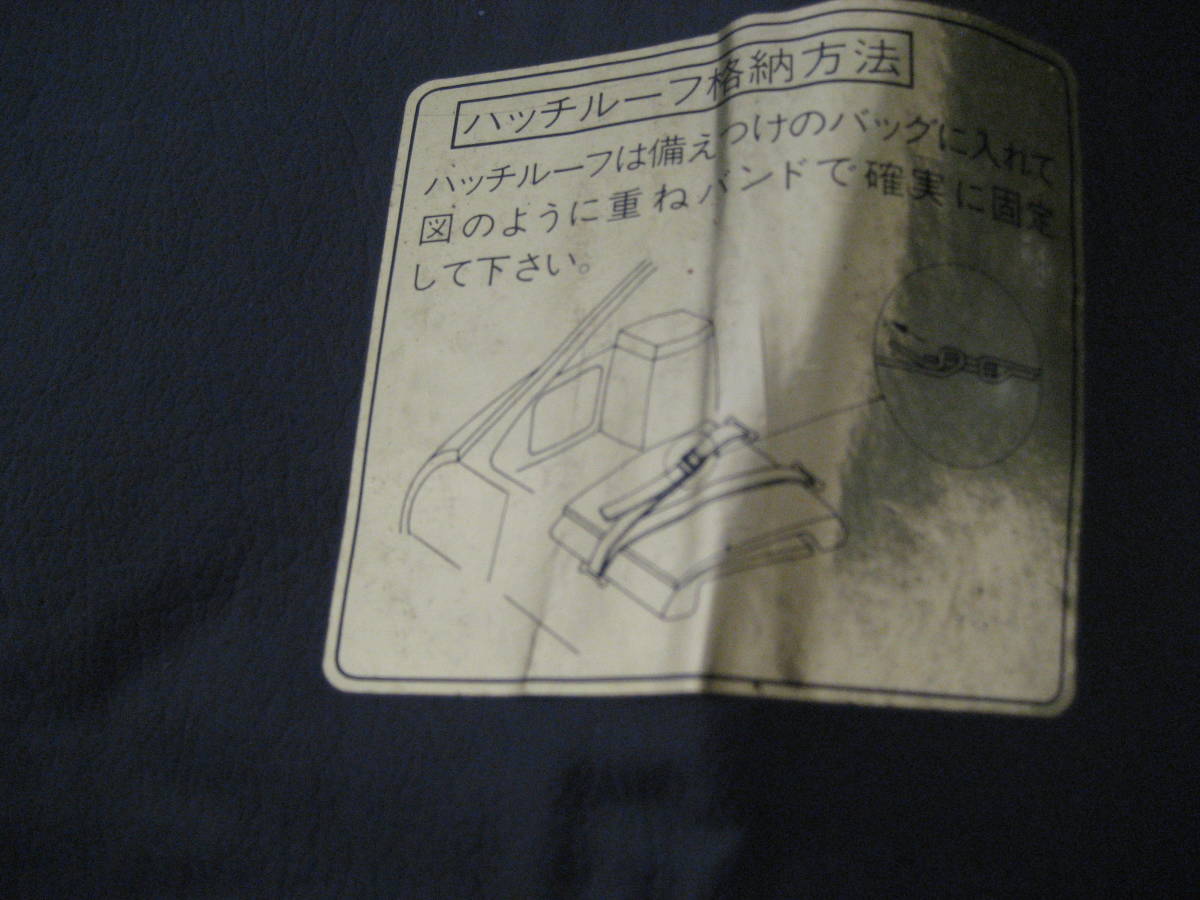 ハッチルーフ格納方法
ハッチルーフは備えつけのバッグに入れて
図のように重ねバンドで確実に固定
して下さい。